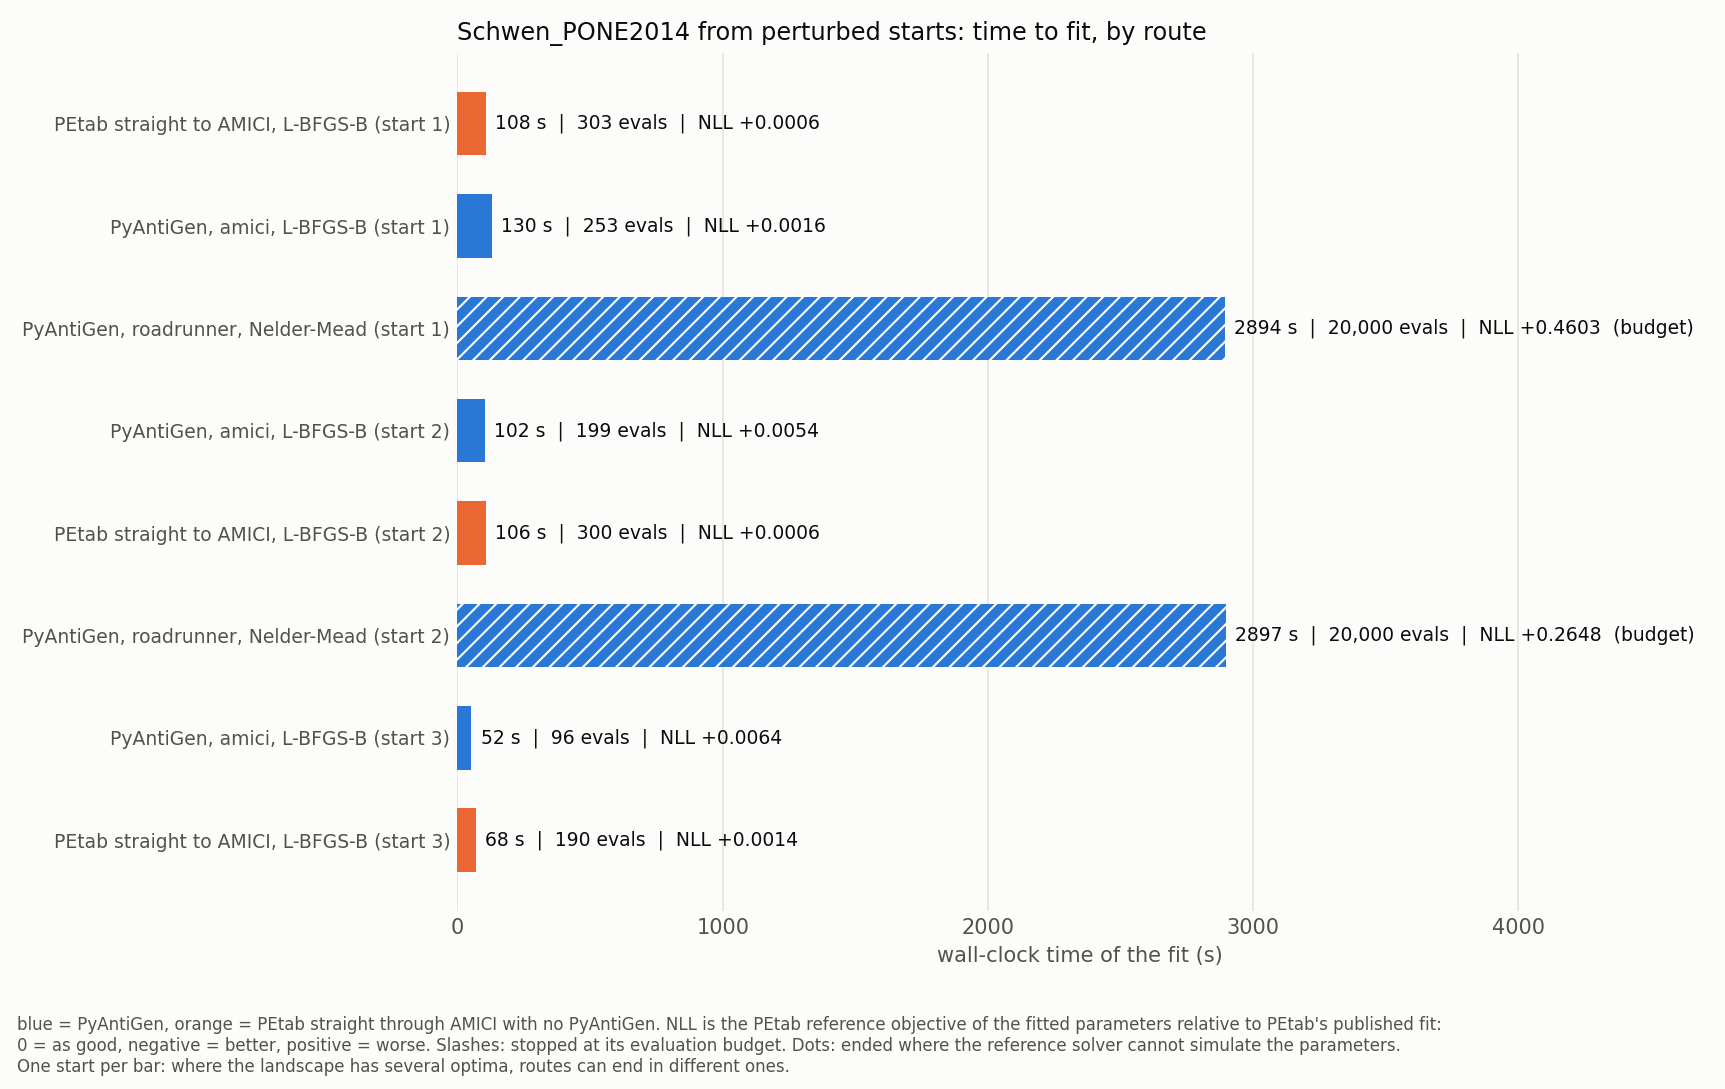 Schwen_PONE2014 from perturbed starts: time to fit, by route
PEtab straight to AMICI, L-BFGS-B (start 1)
108 s | 303 evals | NLL +0.0006
PyAntiGen, amici, L-BFGS-B (start 1)
130 s | 253 evals | NLL +0.0016
PyAntiGen, roadrunner, Nelder-Mead (start 1)
2894 s | 20,000 evals | NLL +0.4603 (budget)
PyAntiGen, amici, L-BFGS-B (start 2)
102 s | 199 evals | NLL +0.0054
PEtab straight to AMICI, L-BFGS-B (start 2)
106 s | 300 evals | NLL +0.0006
PyAntiGen, roadrunner, Nelder-Mead (start 2)
2897 s | 20,000 evals | NLL +0.2648 (budget)
PyAntiGen, amici, L-BFGS-B (start 3)
52 s | 96 evals | NLL +0.0064
PEtab straight to AMICI, L-BFGS-B (start 3)
68 s | 190 evals | NLL +0.0014
0 1000 2000 3000 4000
wall-clock time of the fit (s)
blue = PyAntiGen, orange = PEtab straight through AMICI with no PyAntiGen. NLL is the PEtab reference objective of the fitted parameters relative to PEtab's published fit:
0 = as good, negative = better, positive = worse. Slashes: stopped at its evaluation budget. Dots: ended where the reference solver cannot simulate the parameters.
One start per bar: where the landscape has several optima, routes can end in different ones.